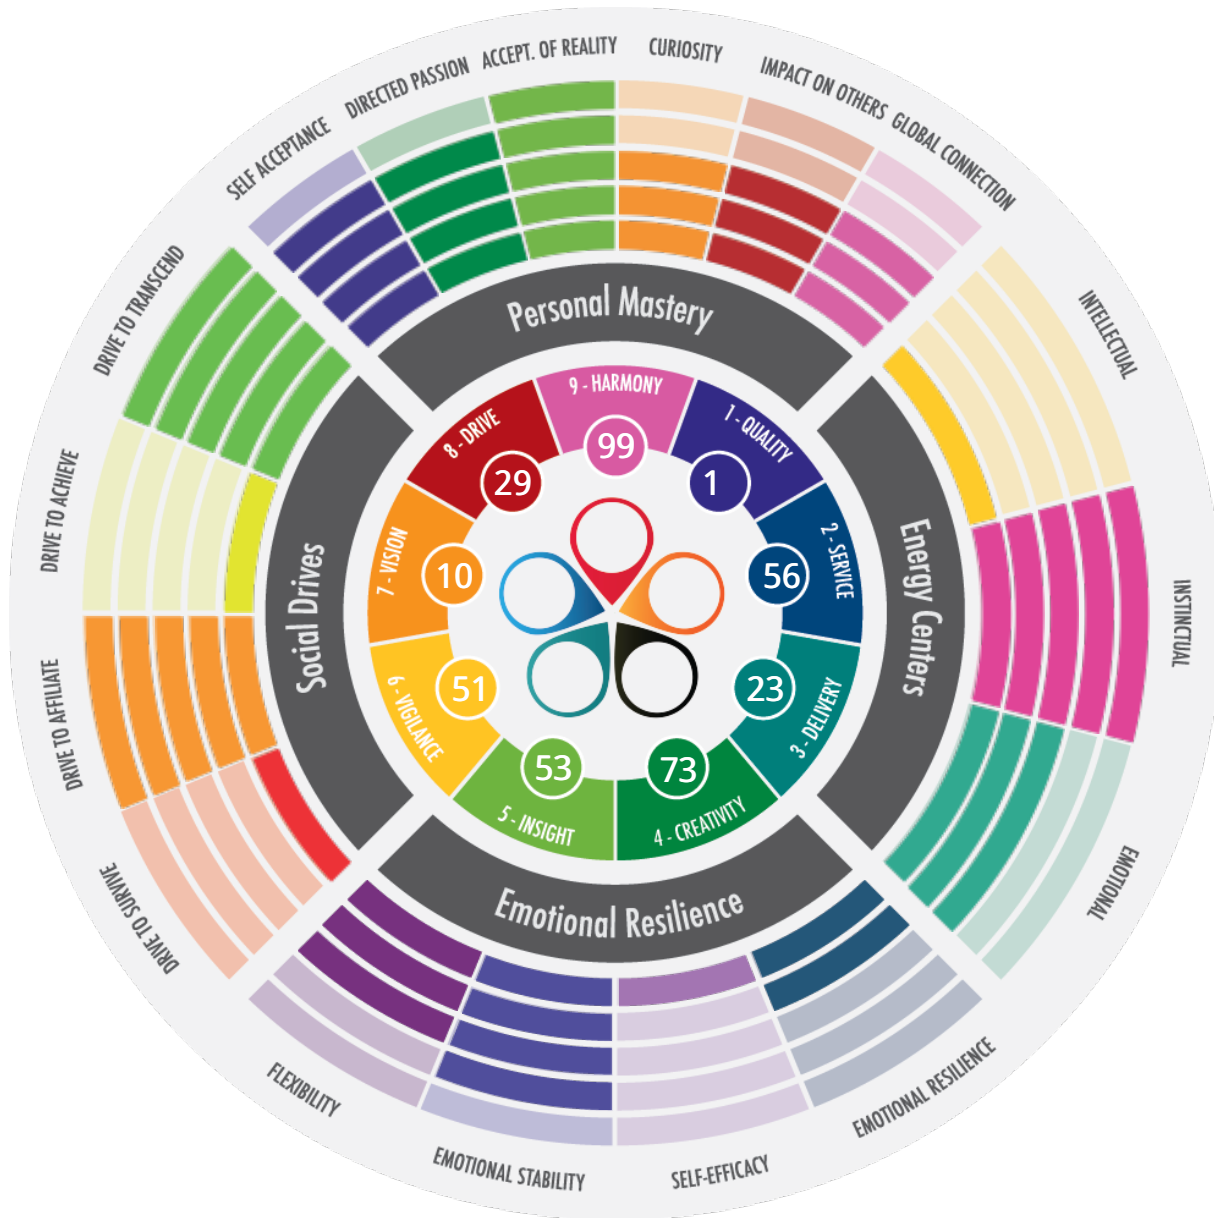 SELF ACCEPTANCE
DIRECTED PASSION
ACCEPT. OF REALITY
CURIOSITY
IMPACT ON OTHERS
GLOBAL CONNECTION
INTELLECTUAL
INSTINCTUAL
EMOTIONAL
EMOTIONAL RESILIENCE
SELF-EFFICACY
EMOTIONAL STABILITY
FLEXIBILITY
DRIVE TO SURVIVE
DRIVE TO AFFILIATE
DRIVE TO ACHIEVE
DRIVE TO TRANSCEND
Personal Mastery
Energy Centers
Emotional Resilience
Social Drives
9 - HARMONY
99
1 - QUALITY
1
2 - SERVICE
56
3 - DELIVERY
23
4 - CREATIVITY
73
5 - INSIGHT
53
6 - VIGILANCE
51
7 - VISION
10
8 - DRIVE
29